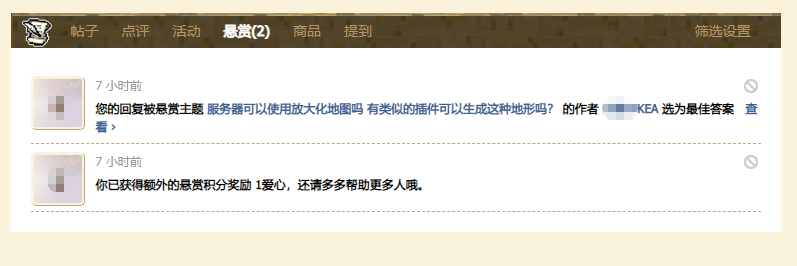 帖子 点评 活动 悬赏(2) 商品 提到 筛选设置
7 小时前
您的回复被悬赏主题 服务器可以使用放大化地图吗 有类似的插件可以生成这种地形吗？ 的作者 KEA 选为最佳答案 查
看 ›
7 小时前
你已获得额外的悬赏积分奖励 1爱心，还请多多帮助更多人哦。